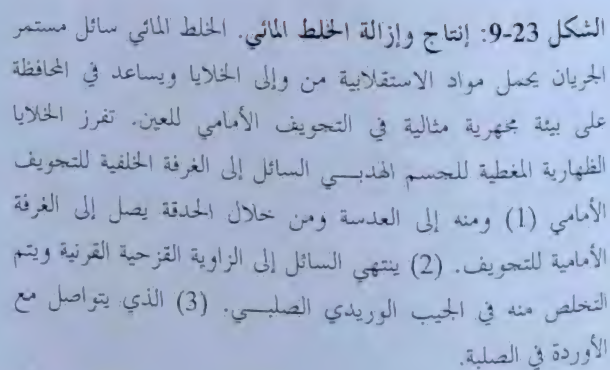 الشكل 23-9: إنتاج وإزالة الخلط المائي. الخلط المائي سائل مستمر
الجريان يحمل مواد الاستقلابية من وإلى الخلايا ويساعد في المحافظة
على بيئة مجهرية مثالية في التجويف الأمامي للعين. تفرز الخلايا
الظهارية المغطية للجسم الهدبـــي السائل إلى الغرفة الخلفية للتجويف
الأمامي (1) ومنه إلى العدسة ومن خلال الحدقة يصل إلى الغرفة
الأمامية للتجويف. (2) ينتهي السائل إلى الزاوية القزحية القرنية ويتم
التخلص منه في الجيب الوريدي الصلبـــي. (3) الذي يتواصل مع
الأوردة في الصلبة.